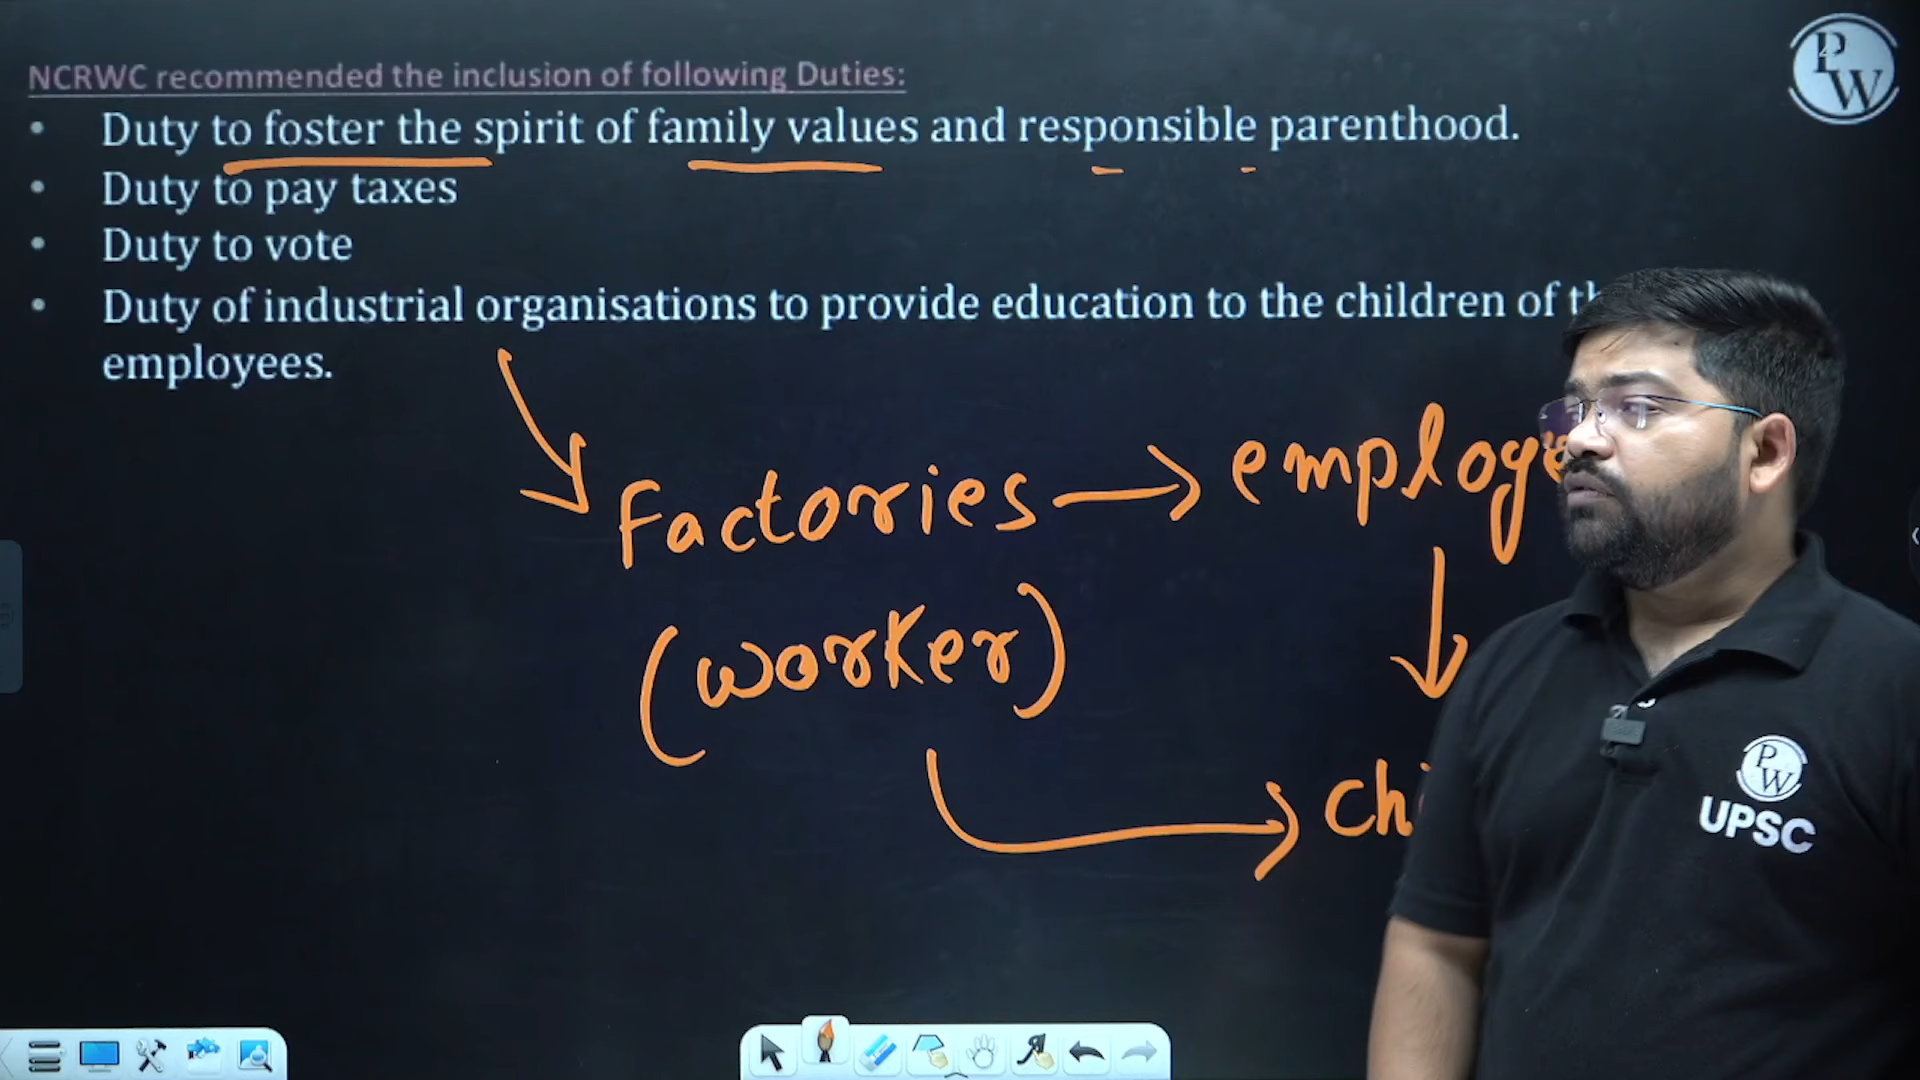 NCRWC recommended the inclusion of following Duties:
• Duty to foster the spirit of family values and responsible parenthood.
• Duty to pay taxes
• Duty to vote
• Duty of industrial organisations to provide education to the children of
employees.
Factories → employe
(worker)
PW
PW
UPSC